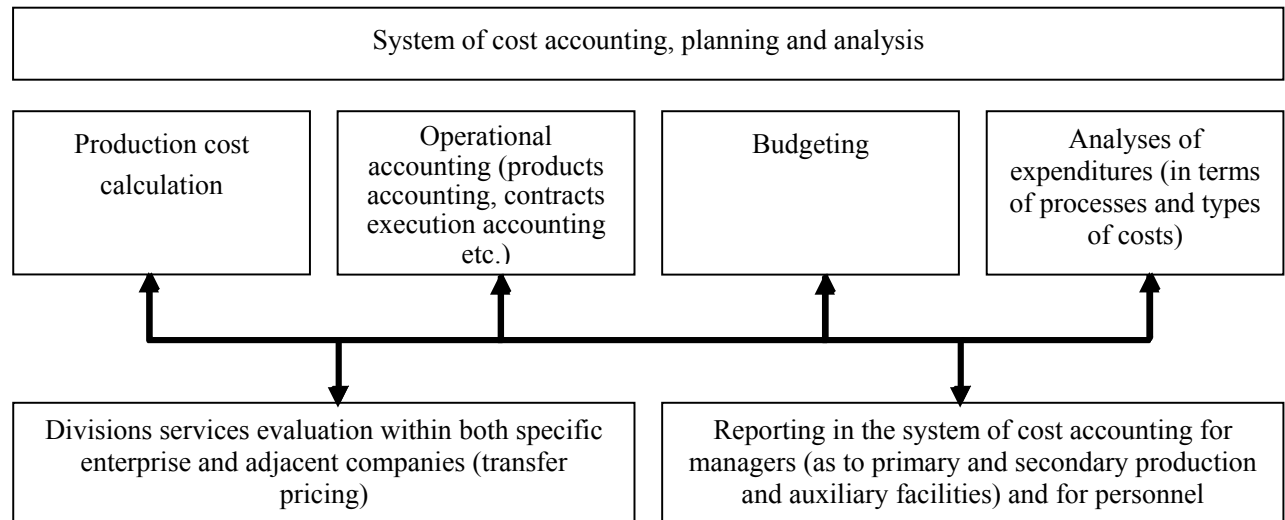 System of cost accounting, planning and analysis
Production cost
calculation
Operational
accounting (products
accounting, contracts
execution accounting
etc.)
Budgeting
Analyses of
expenditures (in terms
of processes and types
of costs)
Divisions services evaluation within both specific
enterprise and adjacent companies (transfer
pricing)
Reporting in the system of cost accounting for
managers (as to primary and secondary production
and auxiliary facilities) and for personnel